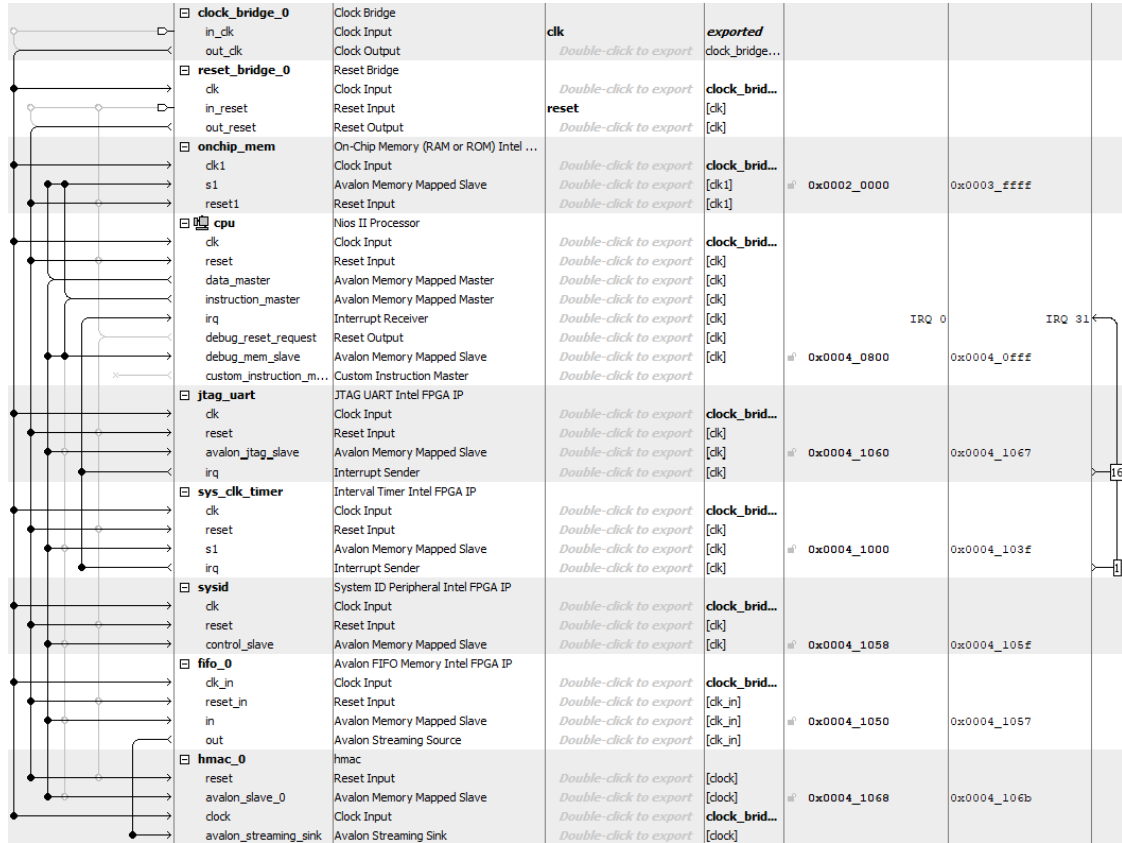 clock_bridge_0 Clock Bridge
in_clk Clock Input clk exported
out_clk Clock Output Double-click to export clock_bridge...
reset_bridge_0 Reset Bridge
clk Clock Input Double-click to export clock_brid...
in_reset Reset Input reset [clk]
out_reset Reset Output Double-click to export [clk]
onchip_mem On-Chip Memory (RAM or ROM) Intel ...
clk1 Clock Input Double-click to export clock_brid...
s1 Avalon Memory Mapped Slave Double-click to export [clk1] 0x0002_0000 0x0003_ffff
reset1 Reset Input Double-click to export [clk1]
cpu Nios II Processor
clk Clock Input Double-click to export clock_brid...
reset Reset Input Double-click to export [clk]
data_master Avalon Memory Mapped Master Double-click to export [clk]
instruction_master Avalon Memory Mapped Master Double-click to export [clk]
irq Interrupt Receiver Double-click to export [clk] IRQ 0 IRQ 31
debug_reset_request Reset Output Double-click to export [clk]
debug_mem_slave Avalon Memory Mapped Slave Double-click to export [clk] 0x0004_0800 0x0004_0fff
custom_instruction_m... Custom Instruction Master Double-click to export
jtag_uart JTAG UART Intel FPGA IP
clk Clock Input Double-click to export clock_brid...
reset Reset Input Double-click to export [clk]
avalon_jtag_slave Avalon Memory Mapped Slave Double-click to export [clk] 0x0004_1060 0x0004_1067
irq Interrupt Sender Double-click to export [clk] 16
sys_clk_timer Interval Timer Intel FPGA IP
clk Clock Input Double-click to export clock_brid...
reset Reset Input Double-click to export [clk]
s1 Avalon Memory Mapped Slave Double-click to export [clk] 0x0004_1000 0x0004_103f
irq Interrupt Sender Double-click to export [clk] 1
sysid System ID Peripheral Intel FPGA IP
clk Clock Input Double-click to export clock_brid...
reset Reset Input Double-click to export [clk]
control_slave Avalon Memory Mapped Slave Double-click to export [clk] 0x0004_1058 0x0004_105f
fifo_0 Avalon FIFO Memory Intel FPGA IP
clk_in Clock Input Double-click to export clock_brid...
reset_in Reset Input Double-click to export [clk_in]
in Avalon Memory Mapped Slave Double-click to export [clk_in] 0x0004_1050 0x0004_1057
out Avalon Streaming Source Double-click to export [clk_in]
hmac_0 hmac
reset Reset Input Double-click to export [clock]
avalon_slave_0 Avalon Memory Mapped Slave Double-click to export [clock] 0x0004_1068 0x0004_106b
clock Clock Input Double-click to export clock_brid...
avalon_streaming_sink Avalon Streaming Sink Double-click to export [clock]